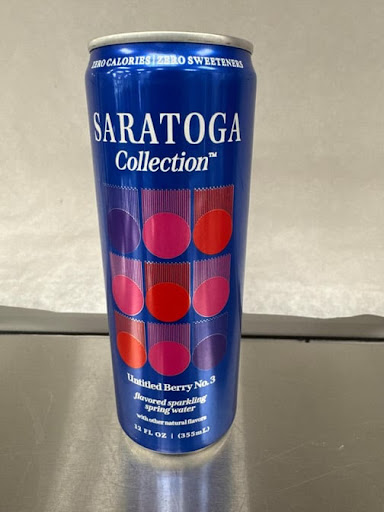 ZERO CALORIES | ZERO SWEETENERS
SARATOGA
Collection™
Untitled Berry No. 3
flavored sparkling
spring water
with other natural flavors
12 FL OZ | (355mL)